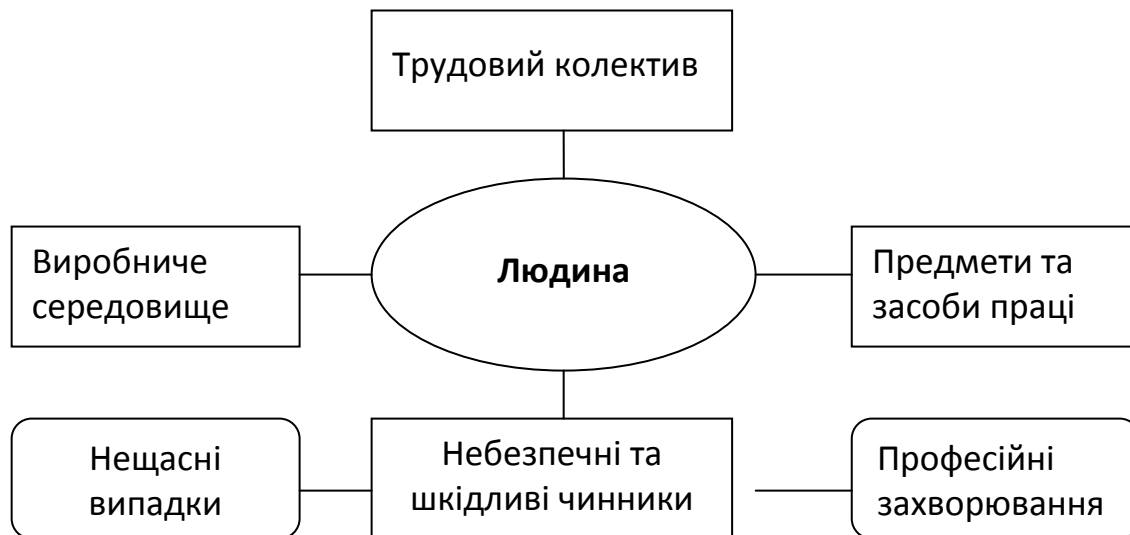 Трудовий колектив
Виробниче
середовище
Людина
Предмети та
засоби праці
Нещасні
випадки
Небезпечні та
шкідливі чинники
Професійні
захворювання